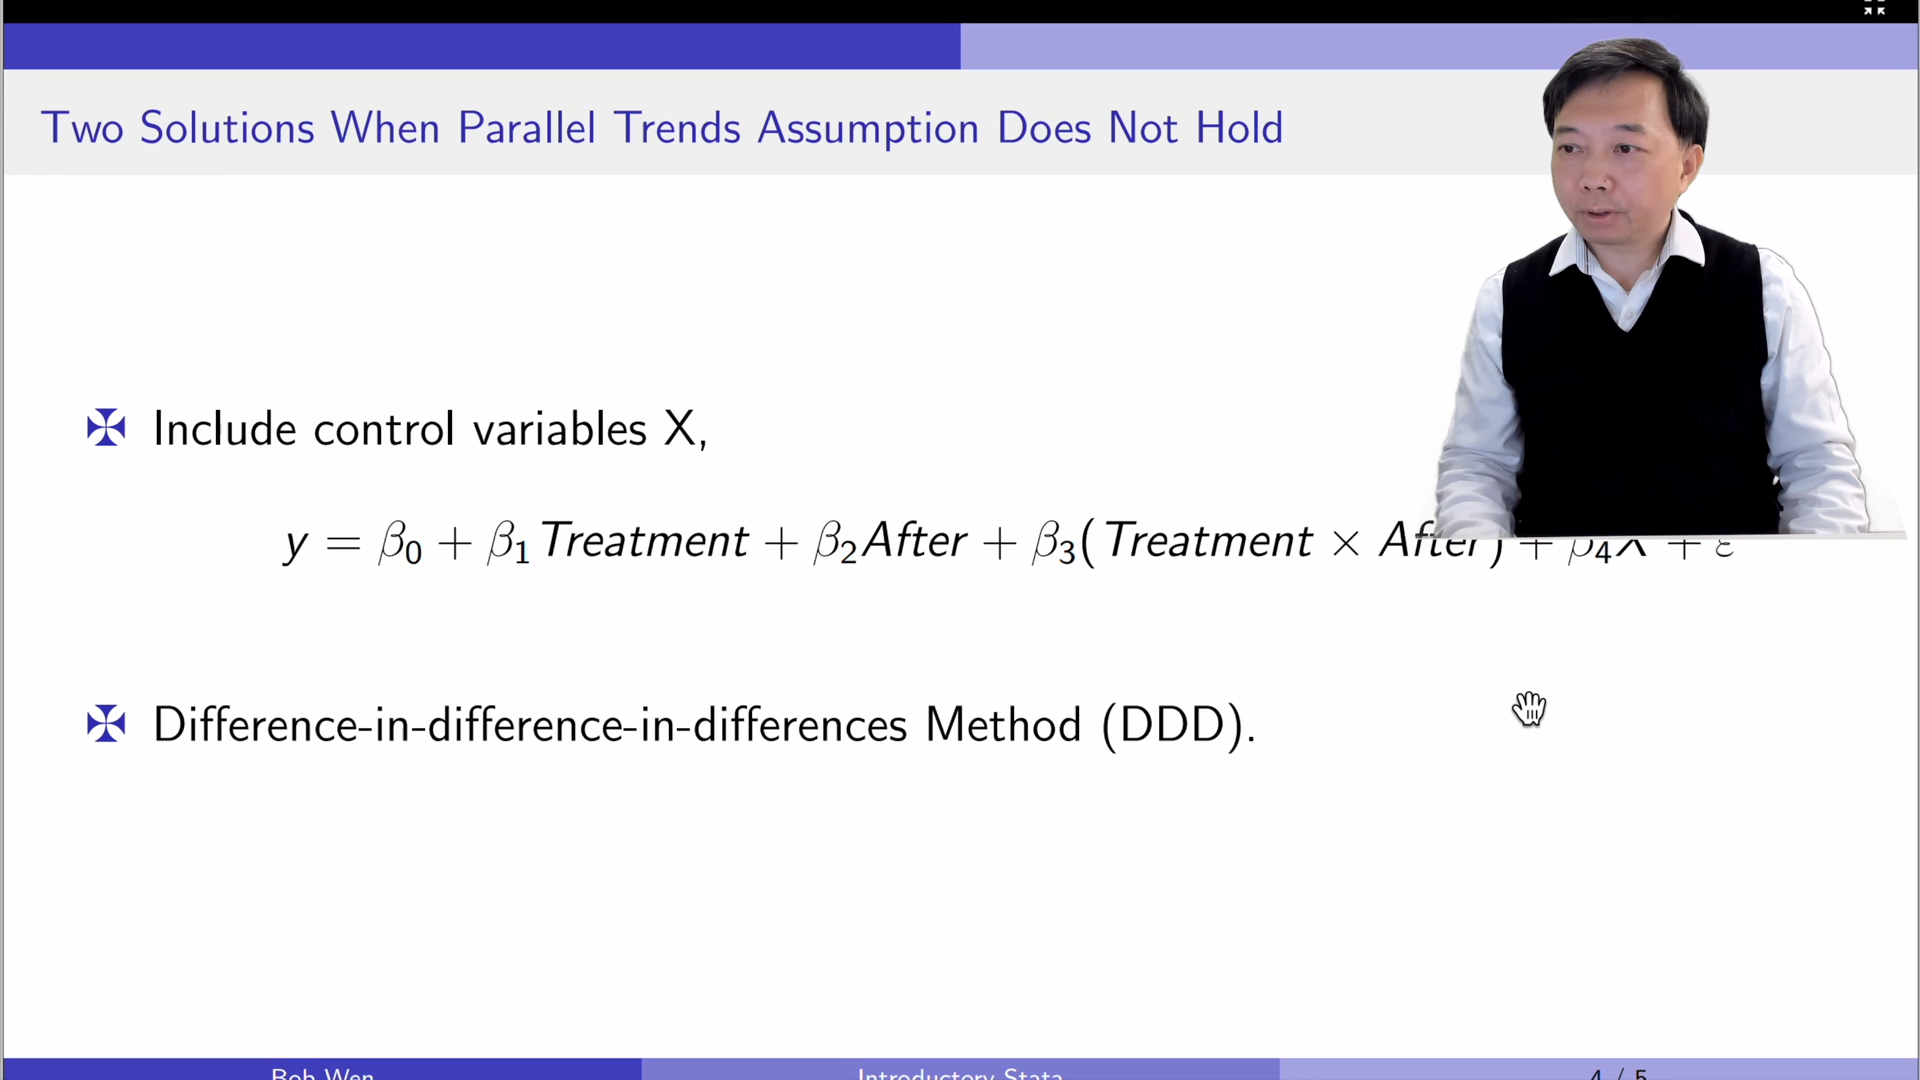 Two Solutions When Parallel Trends Assumption Does Not Hold
✠ Include control variables X,
y = β₀ + β₁Treatment + β₂After + β₃(Treatment × After) + β₄X + ε
✠ Difference-in-difference-in-differences Method (DDD).
Bob Wen Introductory Stata 4 / 5